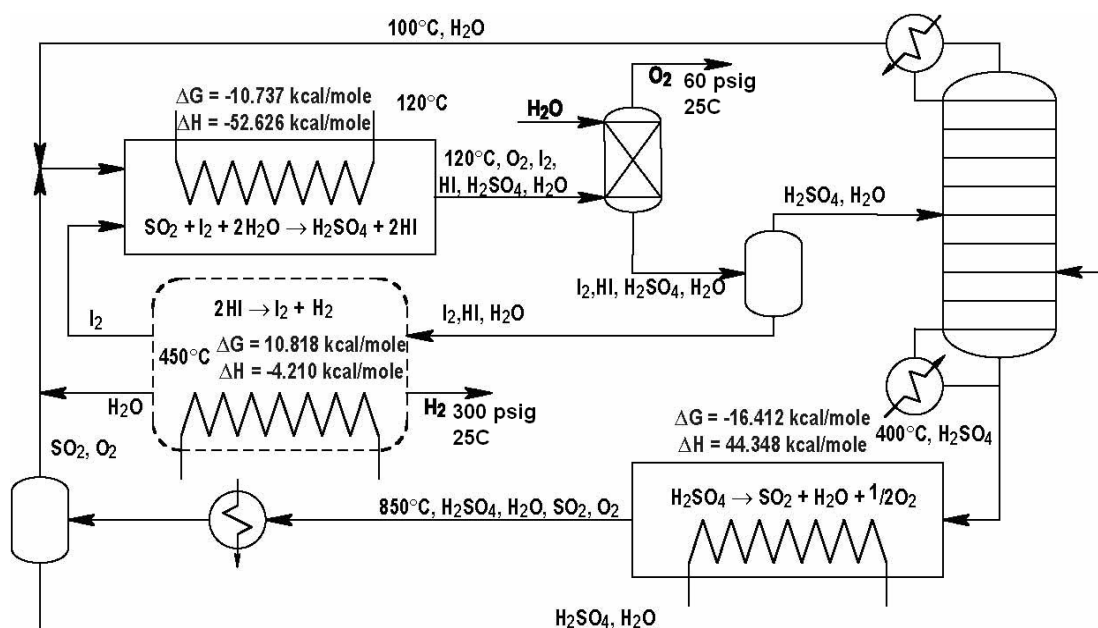 100°C, H₂O
O₂ 60 psig
25C
ΔG = -10.737 kcal/mole
ΔH = -52.626 kcal/mole
120°C
H₂O
120°C, O₂, I₂,
HI, H₂SO₄, H₂O
SO₂ + I₂ + 2H₂O → H₂SO₄ + 2HI
H₂SO₄, H₂O
I₂,HI, H₂SO₄, H₂O
2HI → I₂ + H₂
I₂
I₂,HI, H₂O
450°C
ΔG = 10.818 kcal/mole
ΔH = -4.210 kcal/mole
H₂O
H₂ 300 psig
25C
ΔG = -16.412 kcal/mole
ΔH = 44.348 kcal/mole
400°C, H₂SO₄
SO₂, O₂
850°C, H₂SO₄, H₂O, SO₂, O₂
H₂SO₄ → SO₂ + H₂O + 1/2O₂
H₂SO₄, H₂O